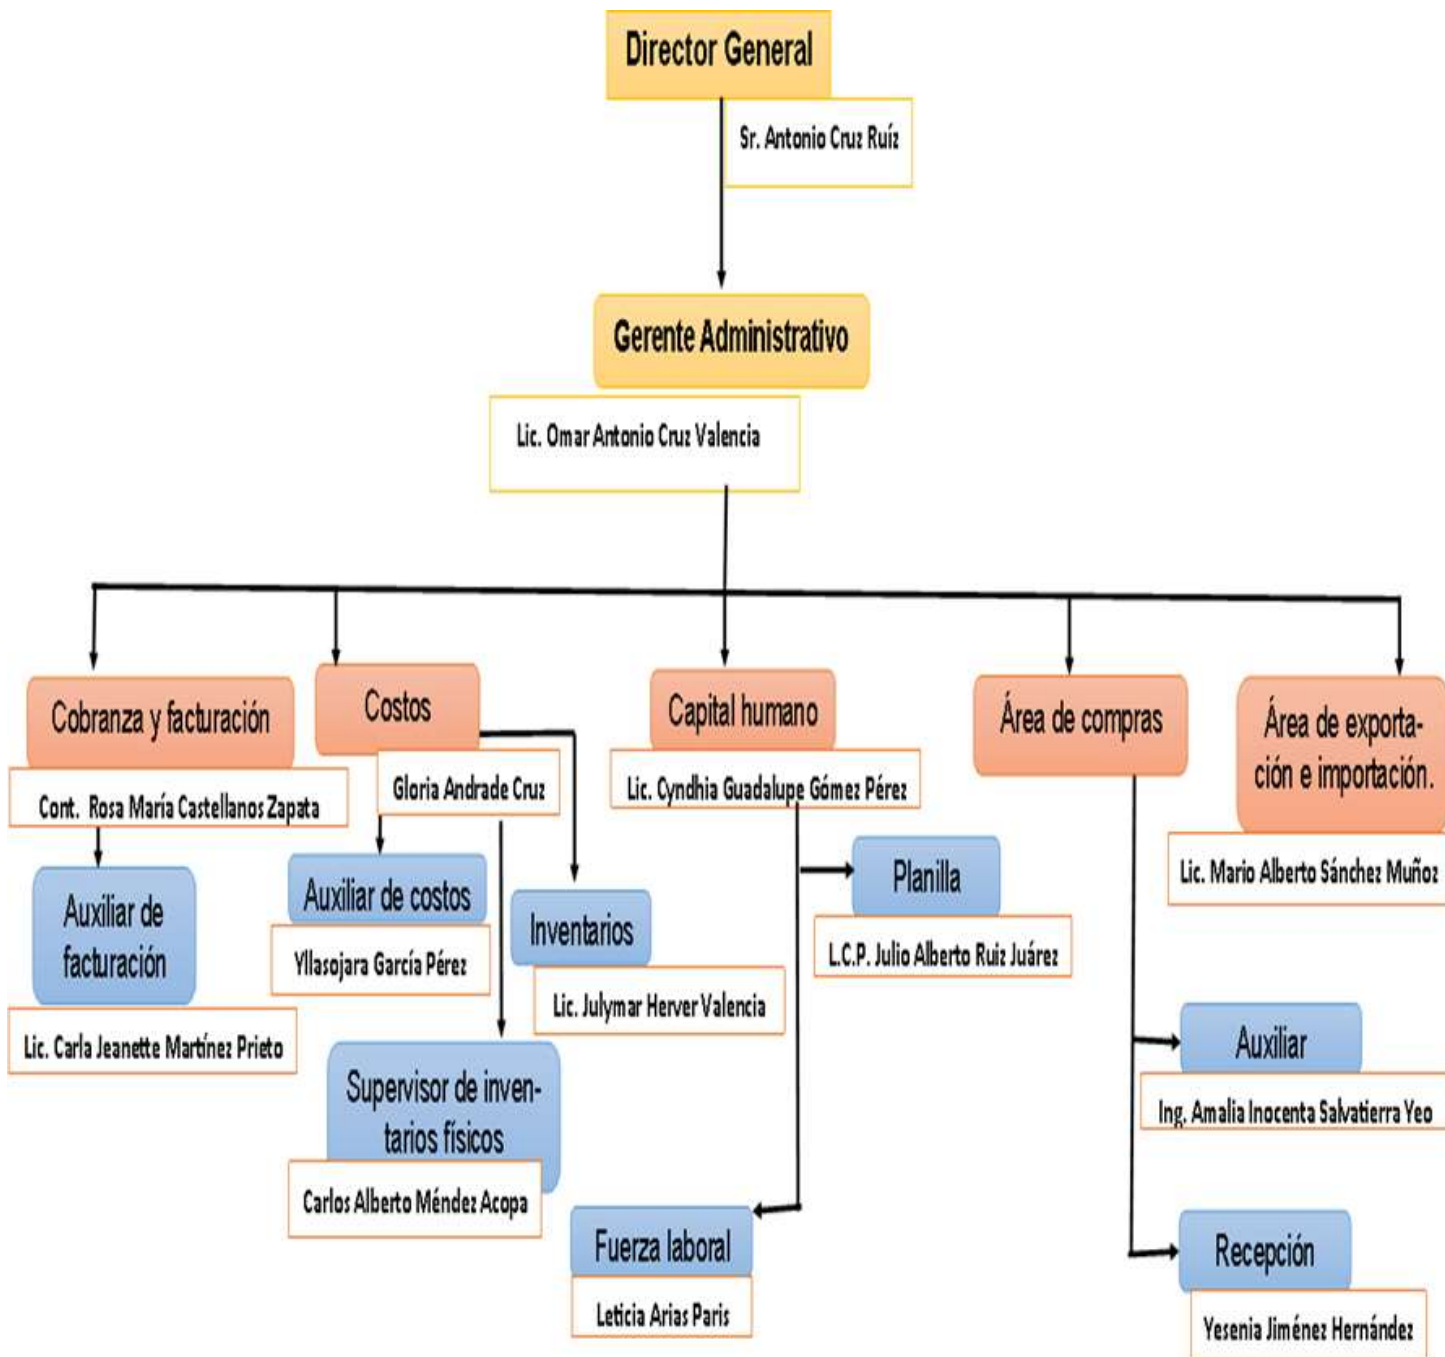 Director General
Sr. Antonio Cruz Ruíz
Gerente Administrativo
Lic. Omar Antonio Cruz Valencia
Cobranza y facturación
Cont. Rosa María Castellanos Zapata
Auxiliar de
facturación
Lic. Carla Jeanette Martínez Prieto
Costos
Gloria Andrade Cruz
Auxiliar de costos
Yllasojara García Pérez
Inventarios
Lic. Julymar Herver Valencia
Supervisor de inven-
tarios físicos
Carlos Alberto Méndez Acopa
Capital humano
Lic. Cyndhia Guadalupe Gómez Pérez
Planilla
L.C.P. Julio Alberto Ruiz Juárez
Fuerza laboral
Leticia Arias Paris
Área de compras
Auxiliar
Ing. Amalia Inocenta Salvatierra Yeo
Recepción
Yesenia Jiménez Hernández
Área de exporta-
ción e importación.
Lic. Mario Alberto Sánchez Muñoz